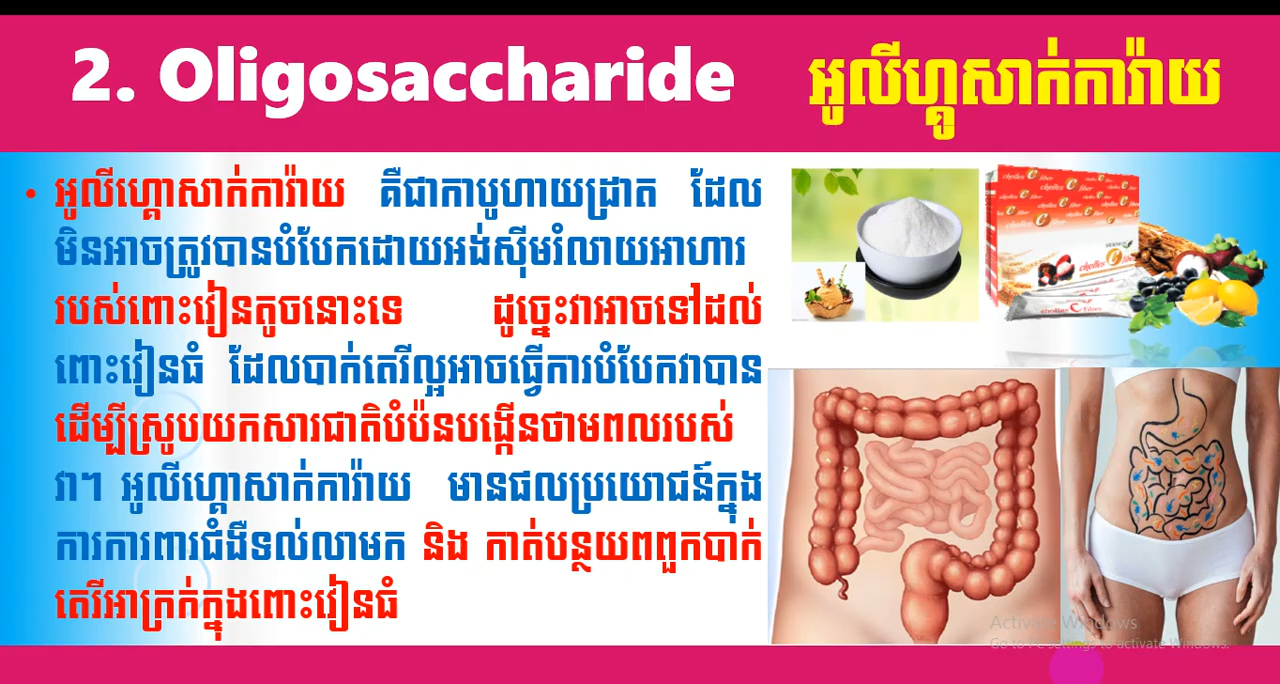 2. Oligosaccharide អូលីហ្គូសាក់ការ៉ាយ
• អូលីហ្គោសាក់ការ៉ាយ គឺជាកាបូហាយដ្រាត ដែល
មិនអាចត្រូវបានបំបែកដោយអង់ស៊ីមរំលាយអាហារ
របស់ពោះវៀនតូចនោះទេ ដូច្នេះវាអាចទៅដល់
ពោះវៀនធំ ដែលបាក់តេរីល្អអាចធ្វើការបំបែកវាបាន
ដើម្បីស្រូបយកសារជាតិបំប៉នបង្កើនថាមពលរបស់
វា។ អូលីហ្គោសាក់ការ៉ាយ មានផលប្រយោជន៍ក្នុង
ការការពារជំងឺទល់លាមក និង កាត់បន្ថយពពួកបាក់
តេរីអាក្រក់ក្នុងពោះវៀនធំ
Activate Windows
Go to PC settings to activate Windows.